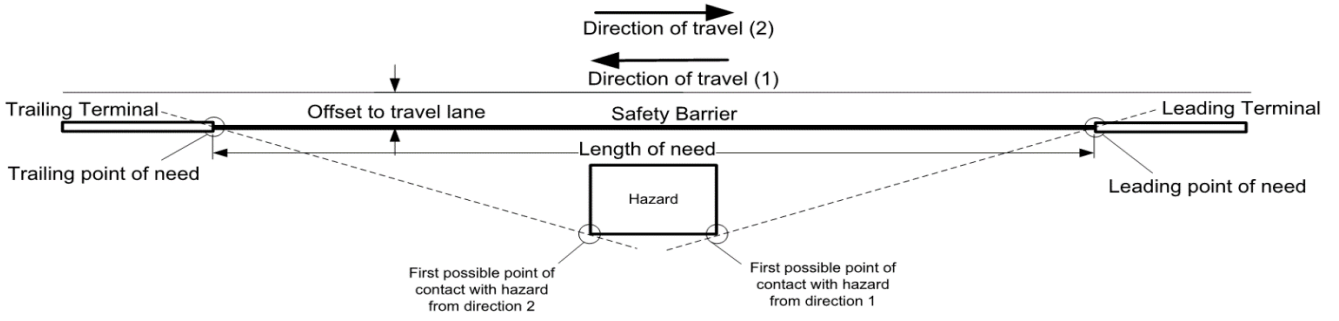 Direction of travel (2)
Direction of travel (1)
Trailing Terminal
Offset to travel lane
Safety Barrier
Leading Terminal
Length of need
Trailing point of need
Leading point of need
Hazard
First possible point of
contact with hazard
from direction 2
First possible point of
contact with hazard
from direction 1